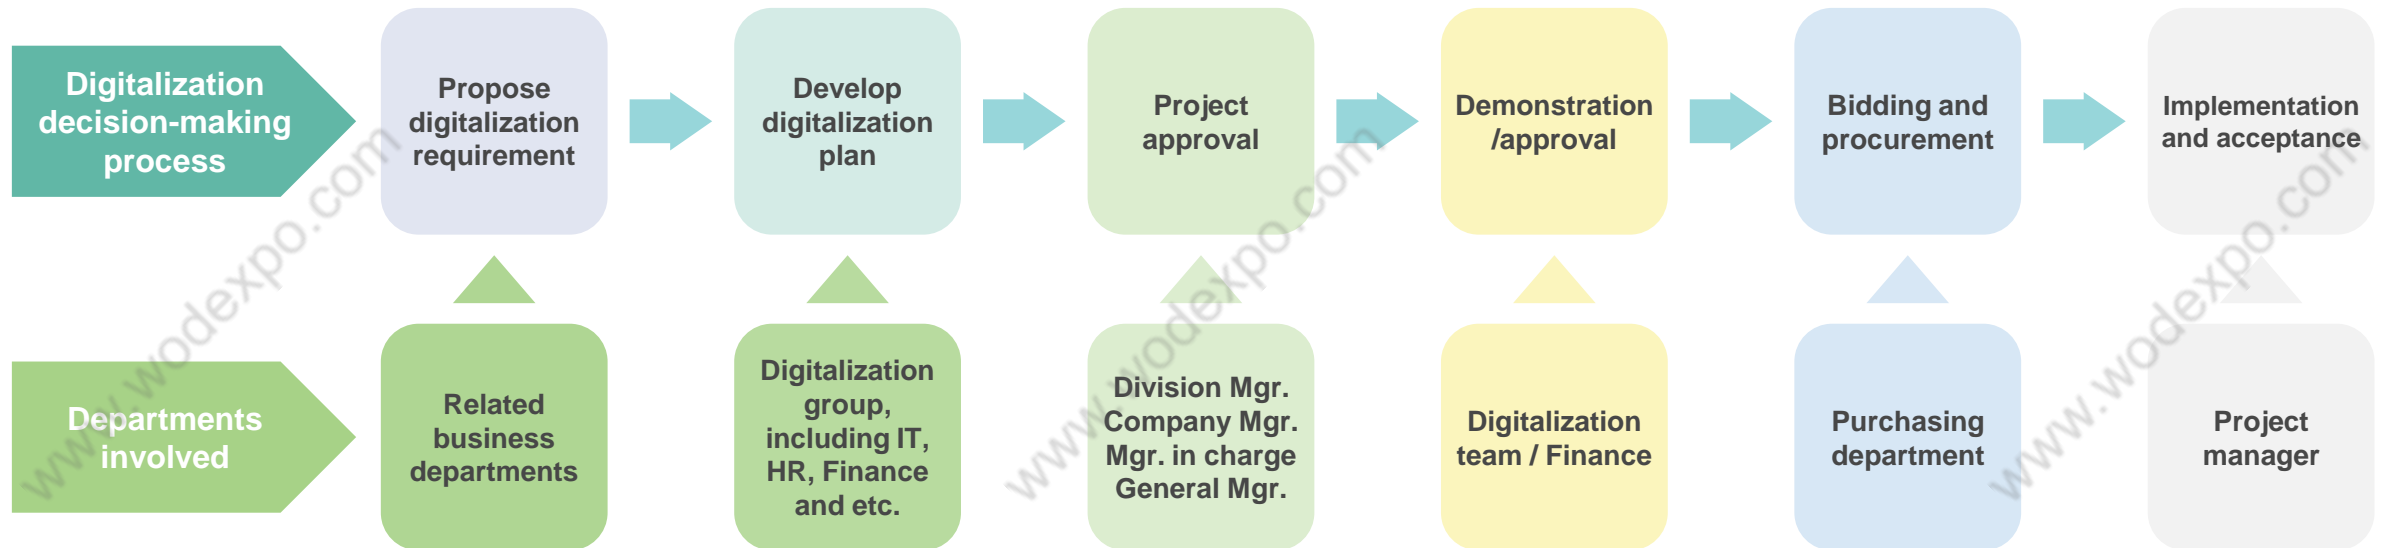 Digitalization
decision-making
process
Propose
digitalization
requirement
Develop
digitalization
plan
Project
approval
Demonstration
/approval
Bidding and
procurement
Implementation
and acceptance
Departments
involved
Related
business
departments
Digitalization
group,
including IT,
HR, Finance
and etc.
Division Mgr.
Company Mgr.
Mgr. in charge
General Mgr.
Digitalization
team / Finance
Purchasing
department
Project
manager
www.wodexpo.com
www.wodexpo.com
www.wodexpo.com